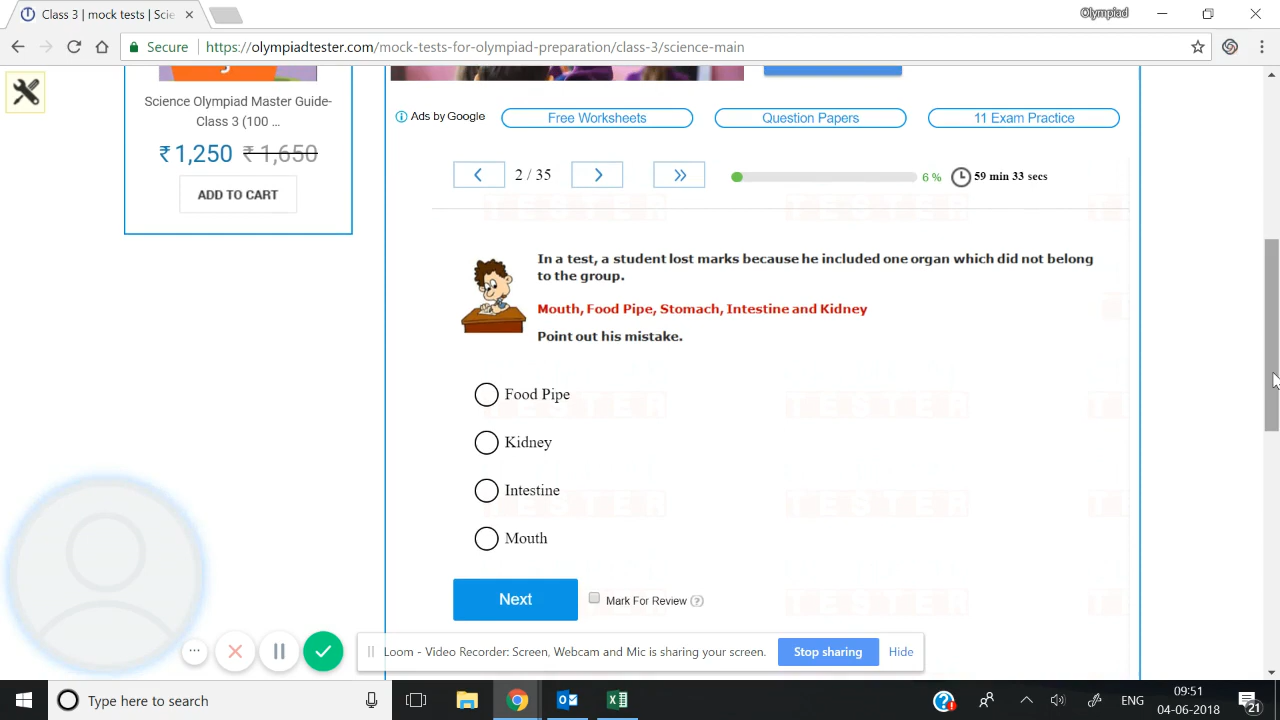 Class 3 | mock tests | Scie
Olympiad
Secure
https://olympiadtester.com/mock-tests-for-olympiad-preparation/class-3/science-main
Science Olympiad Master Guide-
Class 3 (100 ...
₹ 1,250 ₹ 1,650
ADD TO CART
Ads by Google
Free Worksheets
Question Papers
11 Exam Practice
2 / 35
6 %
59 min 33 secs
In a test, a student lost marks because he included one organ which did not belong
to the group.
Mouth, Food Pipe, Stomach, Intestine and Kidney
Point out his mistake.
Food Pipe
Kidney
Intestine
Mouth
TESTER
Next
Mark For Review (?)
Loom - Video Recorder: Screen, Webcam and Mic is sharing your screen.
Stop sharing
Hide
Type here to search
ENG
09:51
04-06-2018
21